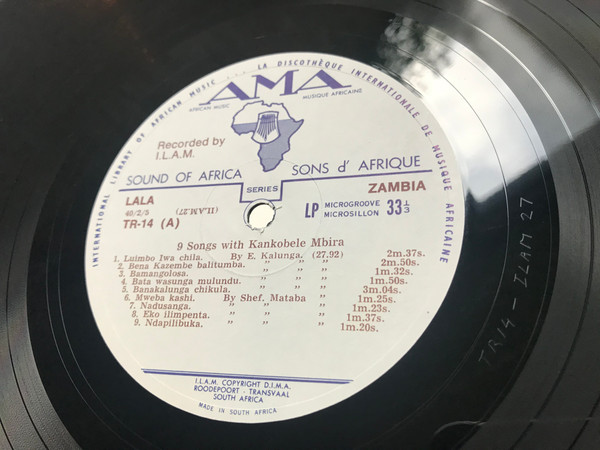 INTERNATIONAL LIBRARY OF AFRICAN MUSIC ... LA DISCOTHÈQUE INTERNATIONALE DE MUSIQUE AFRICAINE
AMA
AFRICAN MUSIC MUSIQUE AFRICAINE
Recorded by
I.L.A.M.
SOUND OF AFRICA SONS d' AFRIQUE
SERIES
LALA ZAMBIA
40/2/5 (ILAM.27) LP MICROGROOVE MICROSILLON 33 1/3
TR-14 (A)
9 Songs with Kankobele Mbira
1. Luimbo Iwa chila. By E. Kalunga. (27.92) 2m.37s.
2. Bena Kazembe balitumba. " " " " 2m.50s.
3. Bamangolosa. " " " " 1m.32s.
4. Bata wasunga mulundu. " " " " 1m.50s.
5. Banakalunga chikula. " " " " 3m.04s.
6. Mweba kashi. By Shef. Mataba " 1m.25s.
7. Nadusanga. " " " " 1m.23s.
8. Eko ilimpenta. " " " " 1m.37s.
9. Ndapilibuka. " " " " 1m.20s.
I.L.A.M. COPYRIGHT D.I.M.A.
ROODEPOORT - TRANSVAAL
SOUTH AFRICA
MADE IN SOUTH AFRICA
TR14 - ILAM 27